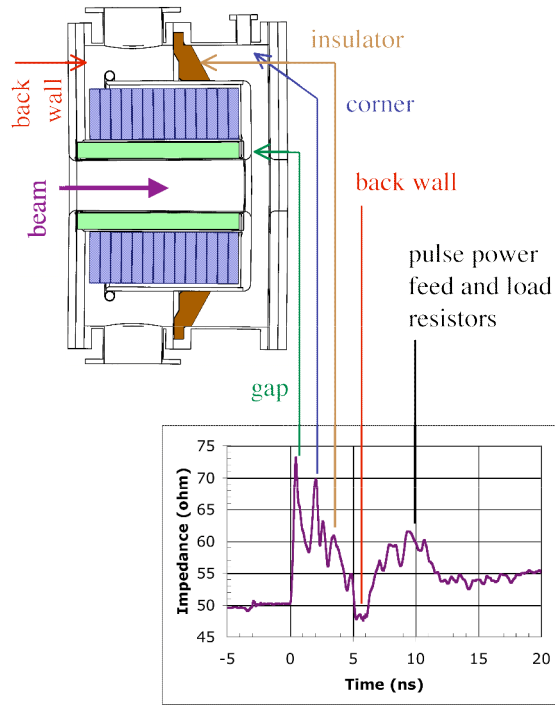 insulator
corner
back
wall
back wall
beam
pulse power
feed and load
resistors
gap
75
70
65
60
55
50
45
Impedance (ohm)
-5
0
5
10
15
20
Time (ns)